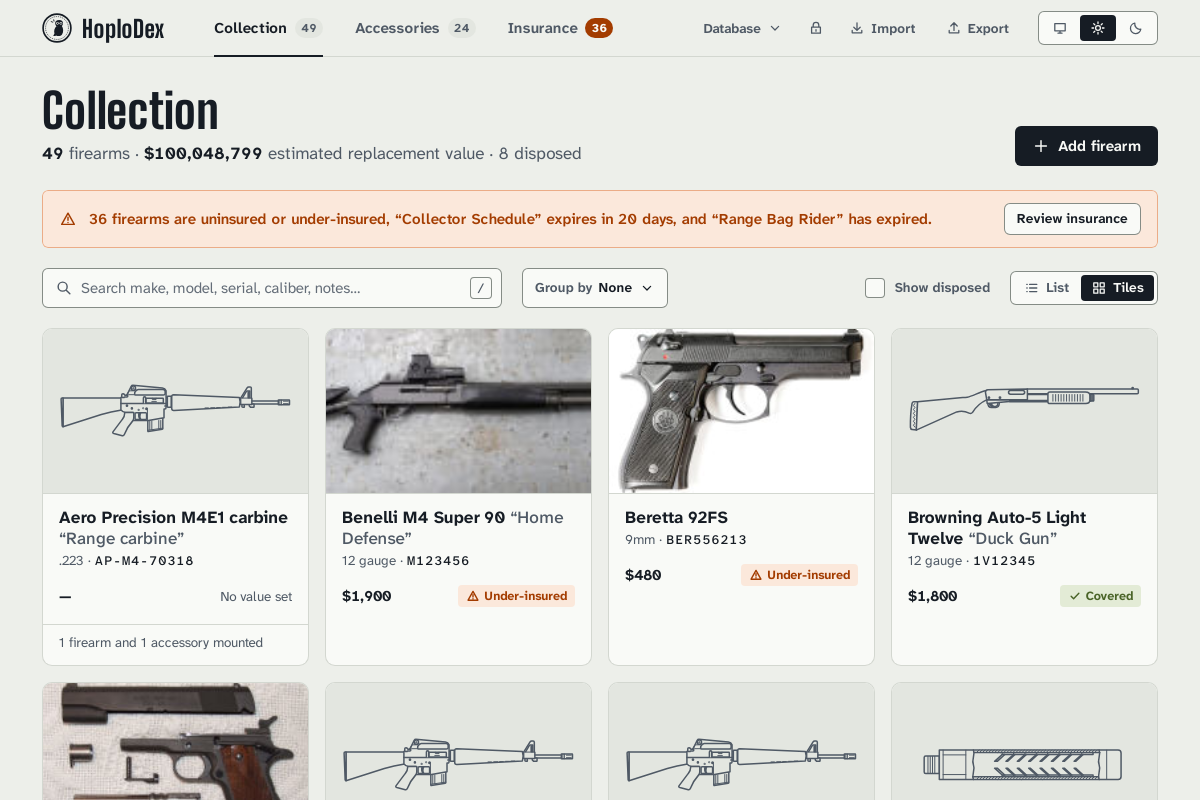 HoploDex
Collection 49
Accessories 24
Insurance 36
Database
Import
Export
Collection
49 firearms · $100,048,799 estimated replacement value · 8 disposed
Add firearm
36 firearms are uninsured or under-insured, “Collector Schedule” expires in 20 days, and “Range Bag Rider” has expired.
Review insurance
Search make, model, serial, caliber, notes…
/
Group by None
Show disposed
List
Tiles
Aero Precision M4E1 carbine
“Range carbine”
.223 · AP-M4-70318
—
No value set
1 firearm and 1 accessory mounted
Benelli M4 Super 90 “Home
Defense”
12 gauge · M123456
$1,900
Under-insured
Beretta 92FS
9mm · BER556213
$480
Under-insured
Browning Auto-5 Light
Twelve “Duck Gun”
12 gauge · 1V12345
$1,800
Covered